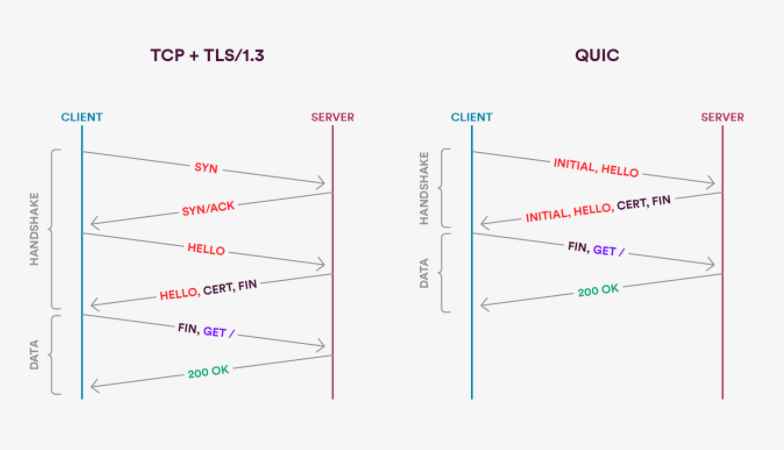 TCP + TLS/1.3
CLIENT
SERVER
HANDSHAKE
SYN
SYN/ACK
HELLO
HELLO, CERT, FIN
DATA
FIN, GET /
200 OK
QUIC
CLIENT
SERVER
HANDSHAKE
INITIAL, HELLO
INITIAL, HELLO, CERT, FIN
DATA
FIN, GET /
200 OK